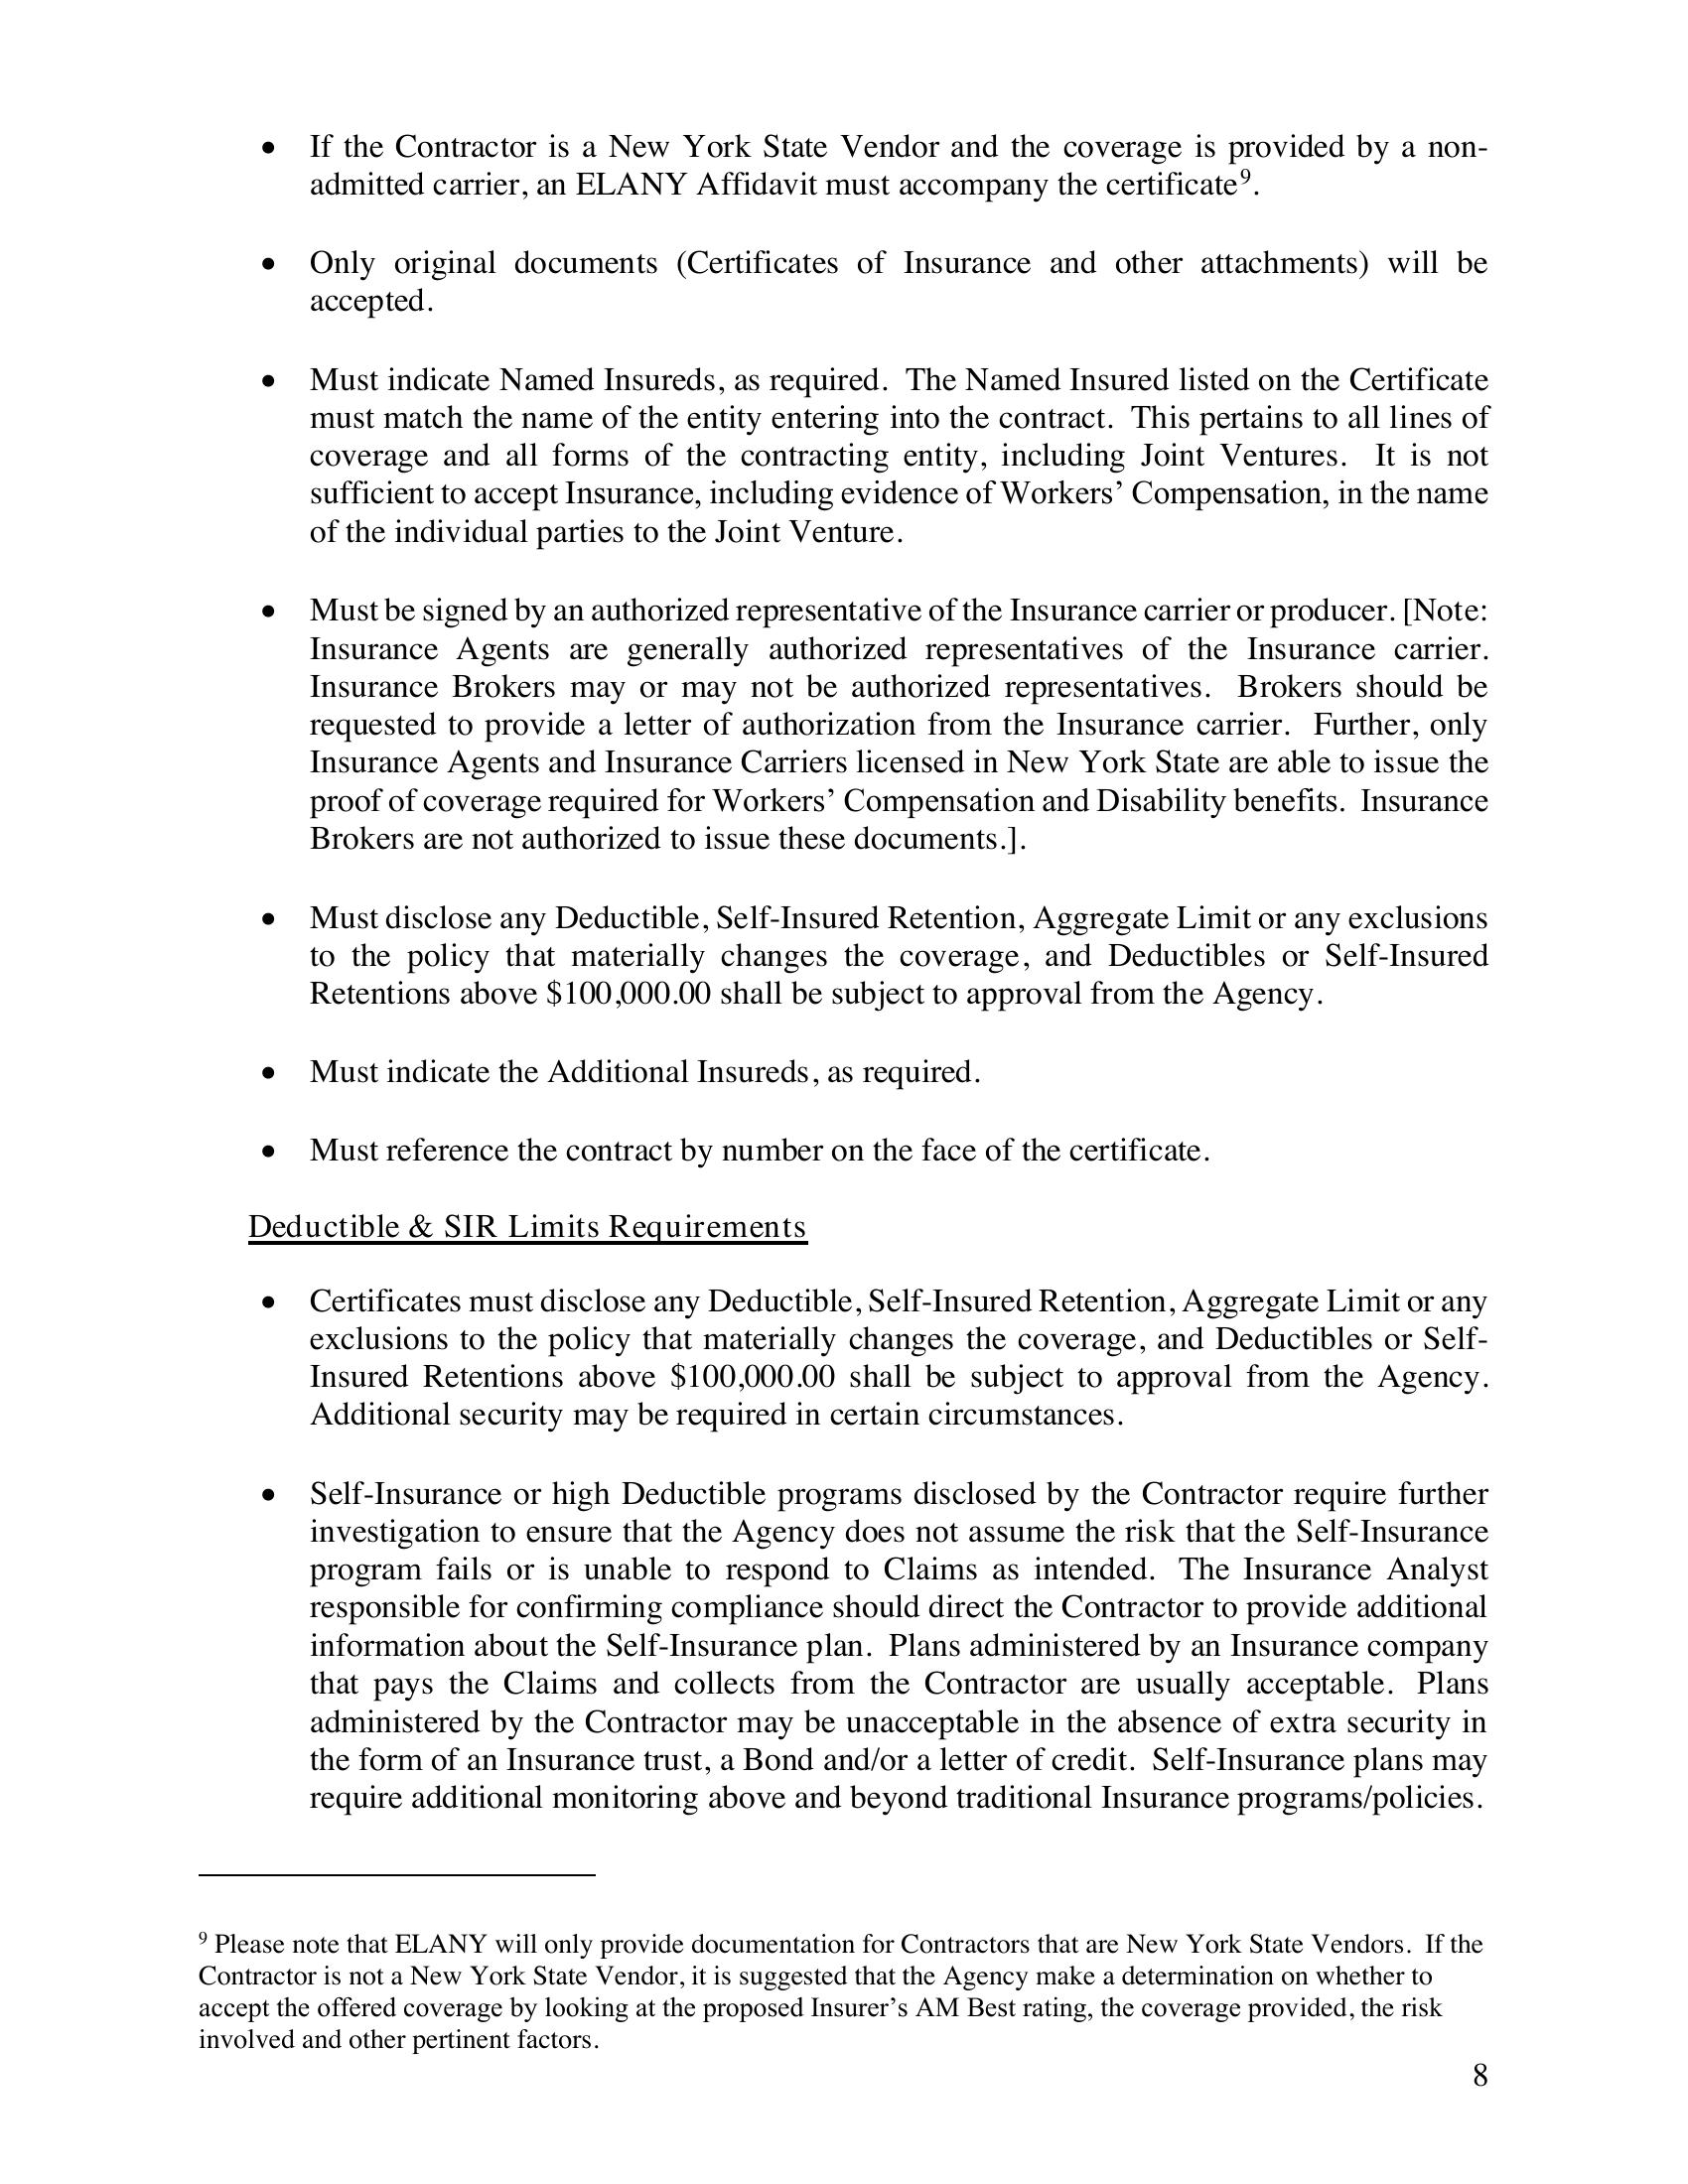 • If the Contractor is a New York State Vendor and the coverage is provided by a non-
admitted carrier, an ELANY Affidavit must accompany the certificate⁹.
• Only original documents (Certificates of Insurance and other attachments) will be
accepted.
• Must indicate Named Insureds, as required. The Named Insured listed on the Certificate
must match the name of the entity entering into the contract. This pertains to all lines of
coverage and all forms of the contracting entity, including Joint Ventures. It is not
sufficient to accept Insurance, including evidence of Workers’ Compensation, in the name
of the individual parties to the Joint Venture.
• Must be signed by an authorized representative of the Insurance carrier or producer. [Note:
Insurance Agents are generally authorized representatives of the Insurance carrier.
Insurance Brokers may or may not be authorized representatives. Brokers should be
requested to provide a letter of authorization from the Insurance carrier. Further, only
Insurance Agents and Insurance Carriers licensed in New York State are able to issue the
proof of coverage required for Workers’ Compensation and Disability benefits. Insurance
Brokers are not authorized to issue these documents.].
• Must disclose any Deductible, Self-Insured Retention, Aggregate Limit or any exclusions
to the policy that materially changes the coverage, and Deductibles or Self-Insured
Retentions above $100,000.00 shall be subject to approval from the Agency.
• Must indicate the Additional Insureds, as required.
• Must reference the contract by number on the face of the certificate.
Deductible & SIR Limits Requirements
• Certificates must disclose any Deductible, Self-Insured Retention, Aggregate Limit or any
exclusions to the policy that materially changes the coverage, and Deductibles or Self-
Insured Retentions above $100,000.00 shall be subject to approval from the Agency.
Additional security may be required in certain circumstances.
• Self-Insurance or high Deductible programs disclosed by the Contractor require further
investigation to ensure that the Agency does not assume the risk that the Self-Insurance
program fails or is unable to respond to Claims as intended. The Insurance Analyst
responsible for confirming compliance should direct the Contractor to provide additional
information about the Self-Insurance plan. Plans administered by an Insurance company
that pays the Claims and collects from the Contractor are usually acceptable. Plans
administered by the Contractor may be unacceptable in the absence of extra security in
the form of an Insurance trust, a Bond and/or a letter of credit. Self-Insurance plans may
require additional monitoring above and beyond traditional Insurance programs/policies.
⁹ Please note that ELANY will only provide documentation for Contractors that are New York State Vendors. If the
Contractor is not a New York State Vendor, it is suggested that the Agency make a determination on whether to
accept the offered coverage by looking at the proposed Insurer’s AM Best rating, the coverage provided, the risk
involved and other pertinent factors.
8